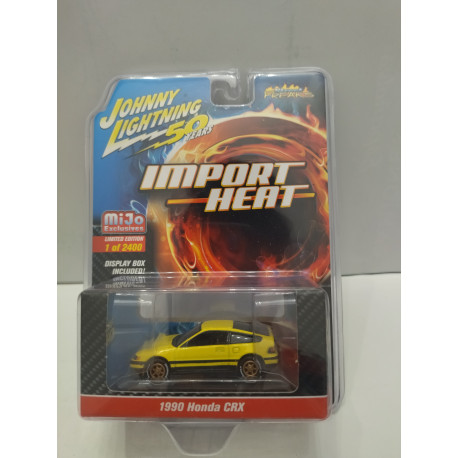 JOHNNY
LIGHTNING
50 YEARS
IMPORT
HEAT
MiJo
Exclusives
LIMITED EDITION
1 of 2400
DISPLAY BOX
INCLUDED!
1990 Honda CRX